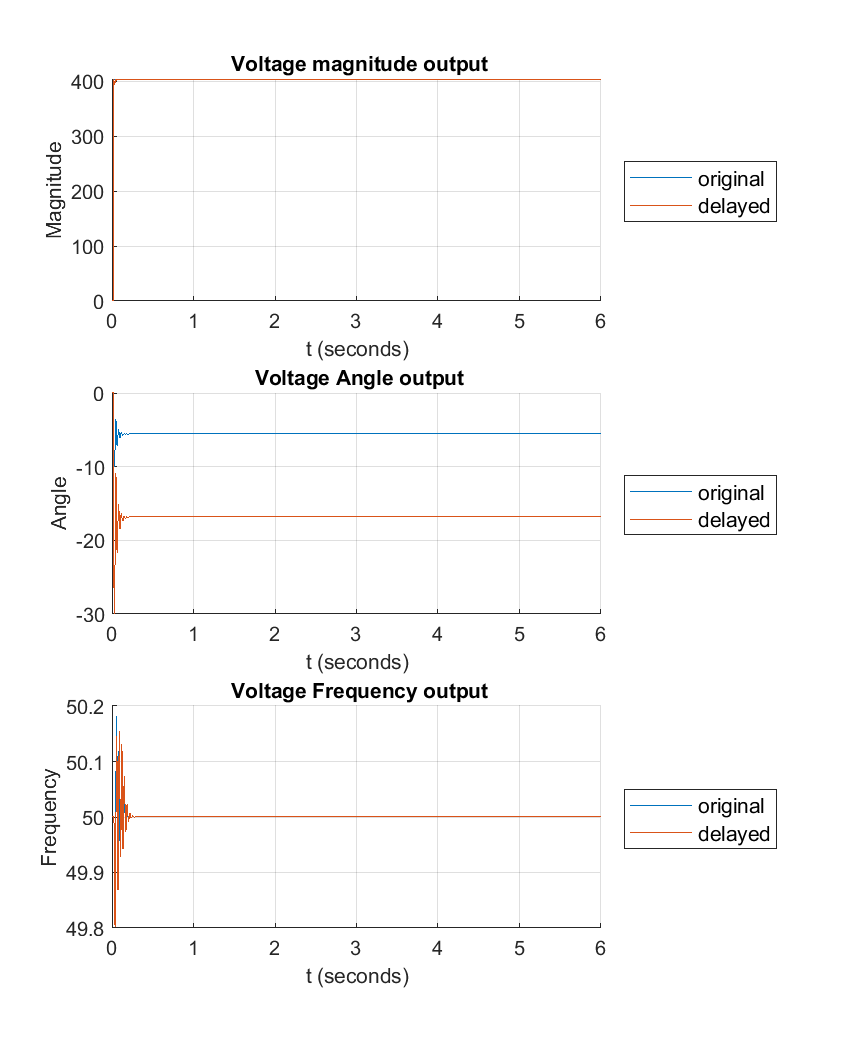 Voltage magnitude output
Magnitude
400
300
200
100
0
0 1 2 3 4 5 6
t (seconds)
original
delayed
Voltage Angle output
Angle
0
-10
-20
-30
0 1 2 3 4 5 6
t (seconds)
original
delayed
Voltage Frequency output
Frequency
50.2
50.1
50
49.9
49.8
0 1 2 3 4 5 6
t (seconds)
original
delayed